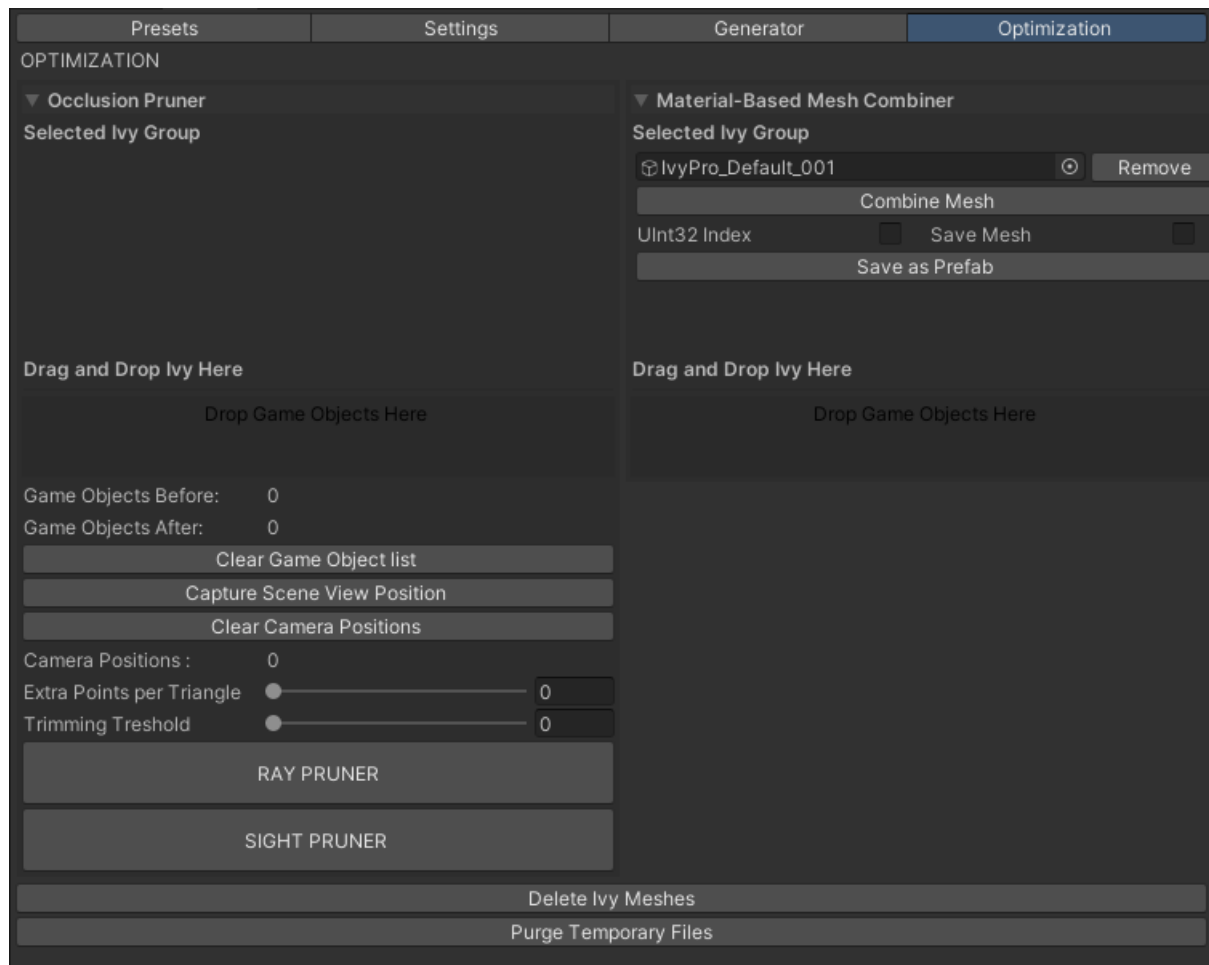 Presets Settings Generator Optimization
OPTIMIZATION
Occlusion Pruner
Selected Ivy Group
Drag and Drop Ivy Here
Drop Game Objects Here
Game Objects Before: 0
Game Objects After: 0
Clear Game Object list
Capture Scene View Position
Clear Camera Positions
Camera Positions : 0
Extra Points per Triangle 0
Trimming Treshold 0
RAY PRUNER
SIGHT PRUNER
Material-Based Mesh Combiner
Selected Ivy Group
IvyPro_Default_001 Remove
Combine Mesh
UInt32 Index Save Mesh
Save as Prefab
Drag and Drop Ivy Here
Drop Game Objects Here
Delete Ivy Meshes
Purge Temporary Files